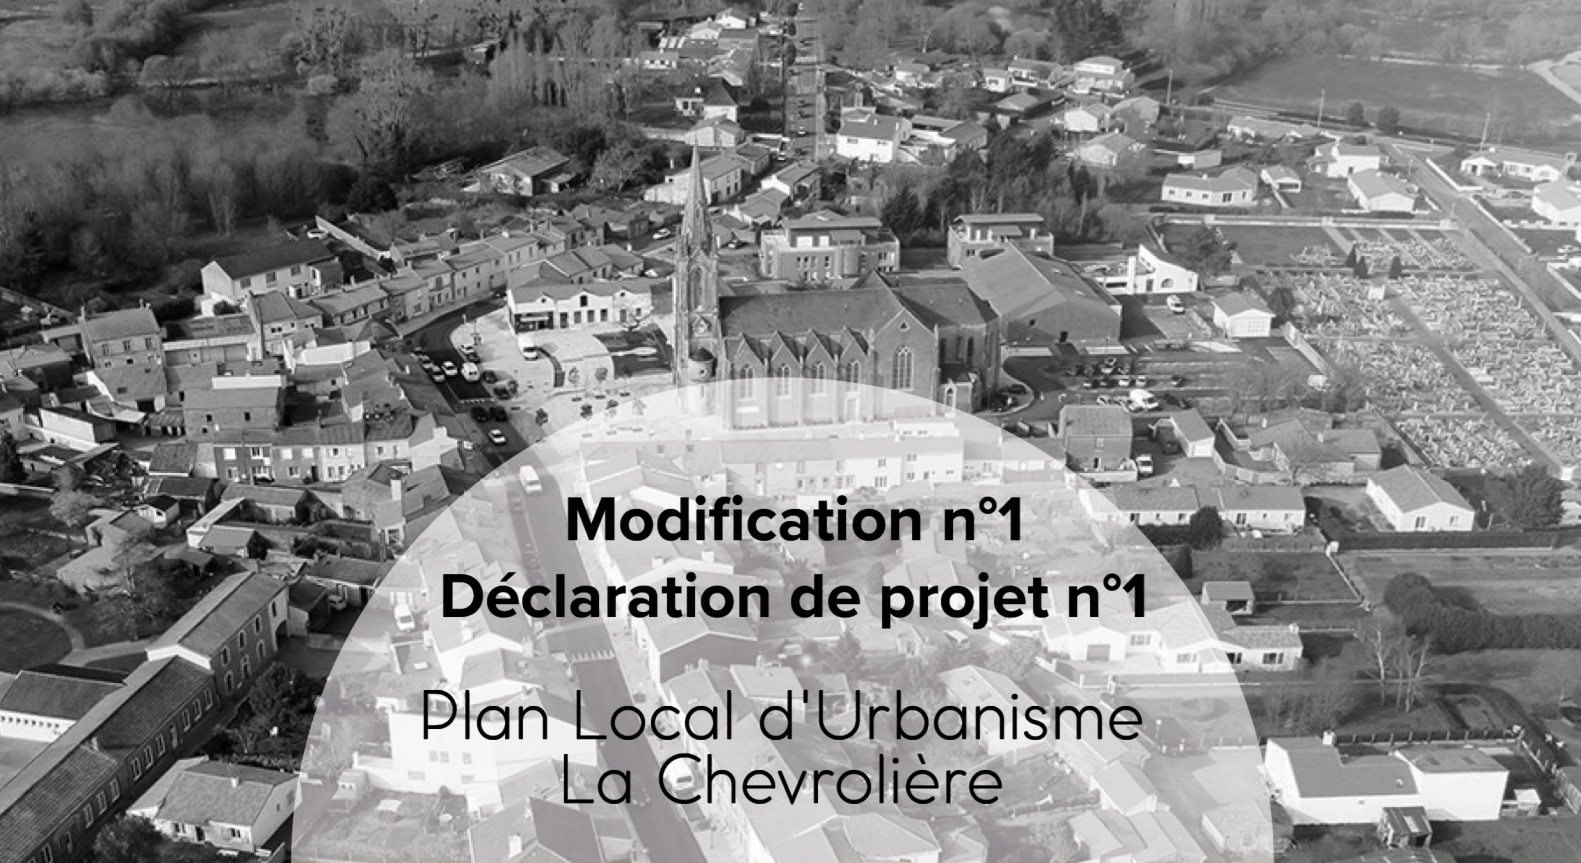 Modification n°1
Déclaration de projet n°1
Plan Local d'Urbanisme
La Chevrolière